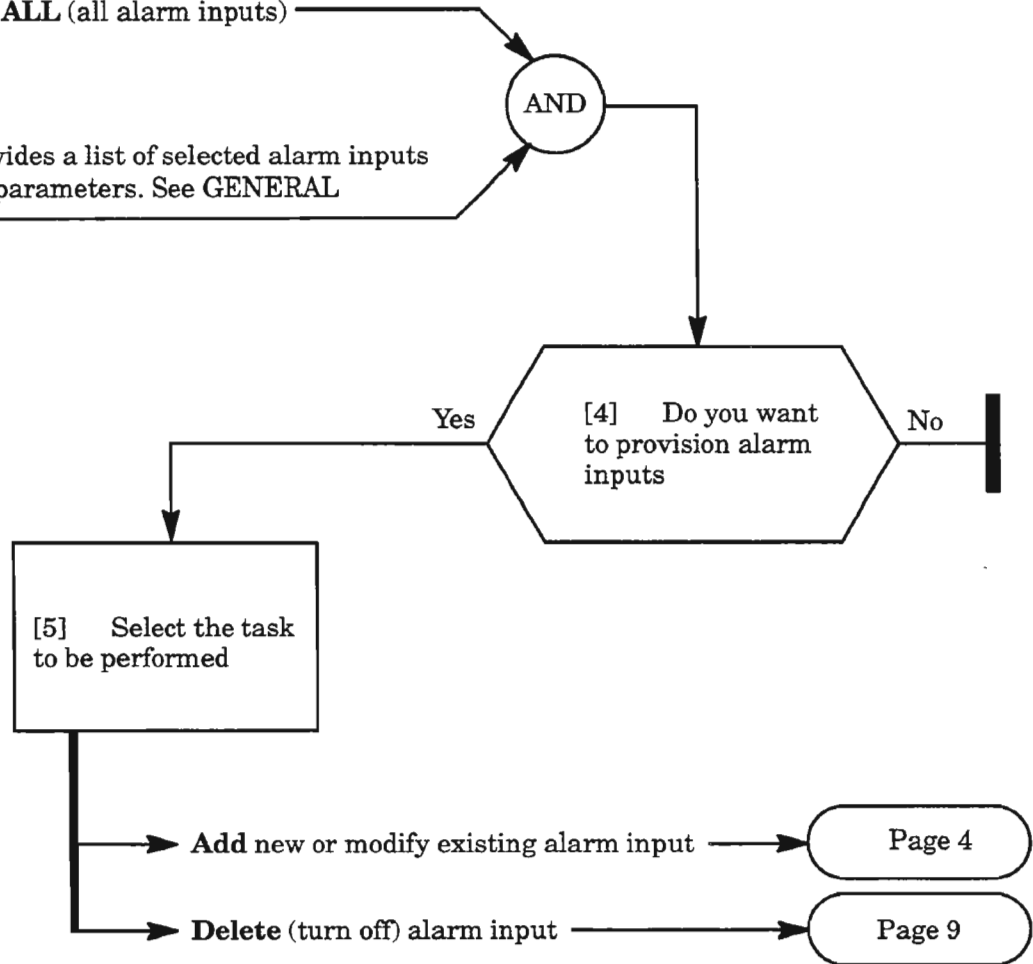 ALL (all alarm inputs)
AND
a list of selected alarm inputs
parameters. See GENERAL
Yes
[4] Do you want
to provision alarm
inputs
No
[5] Select the task
to be performed
Add new or modify existing alarm input
Page 4
Delete (turn off) alarm input
Page 9